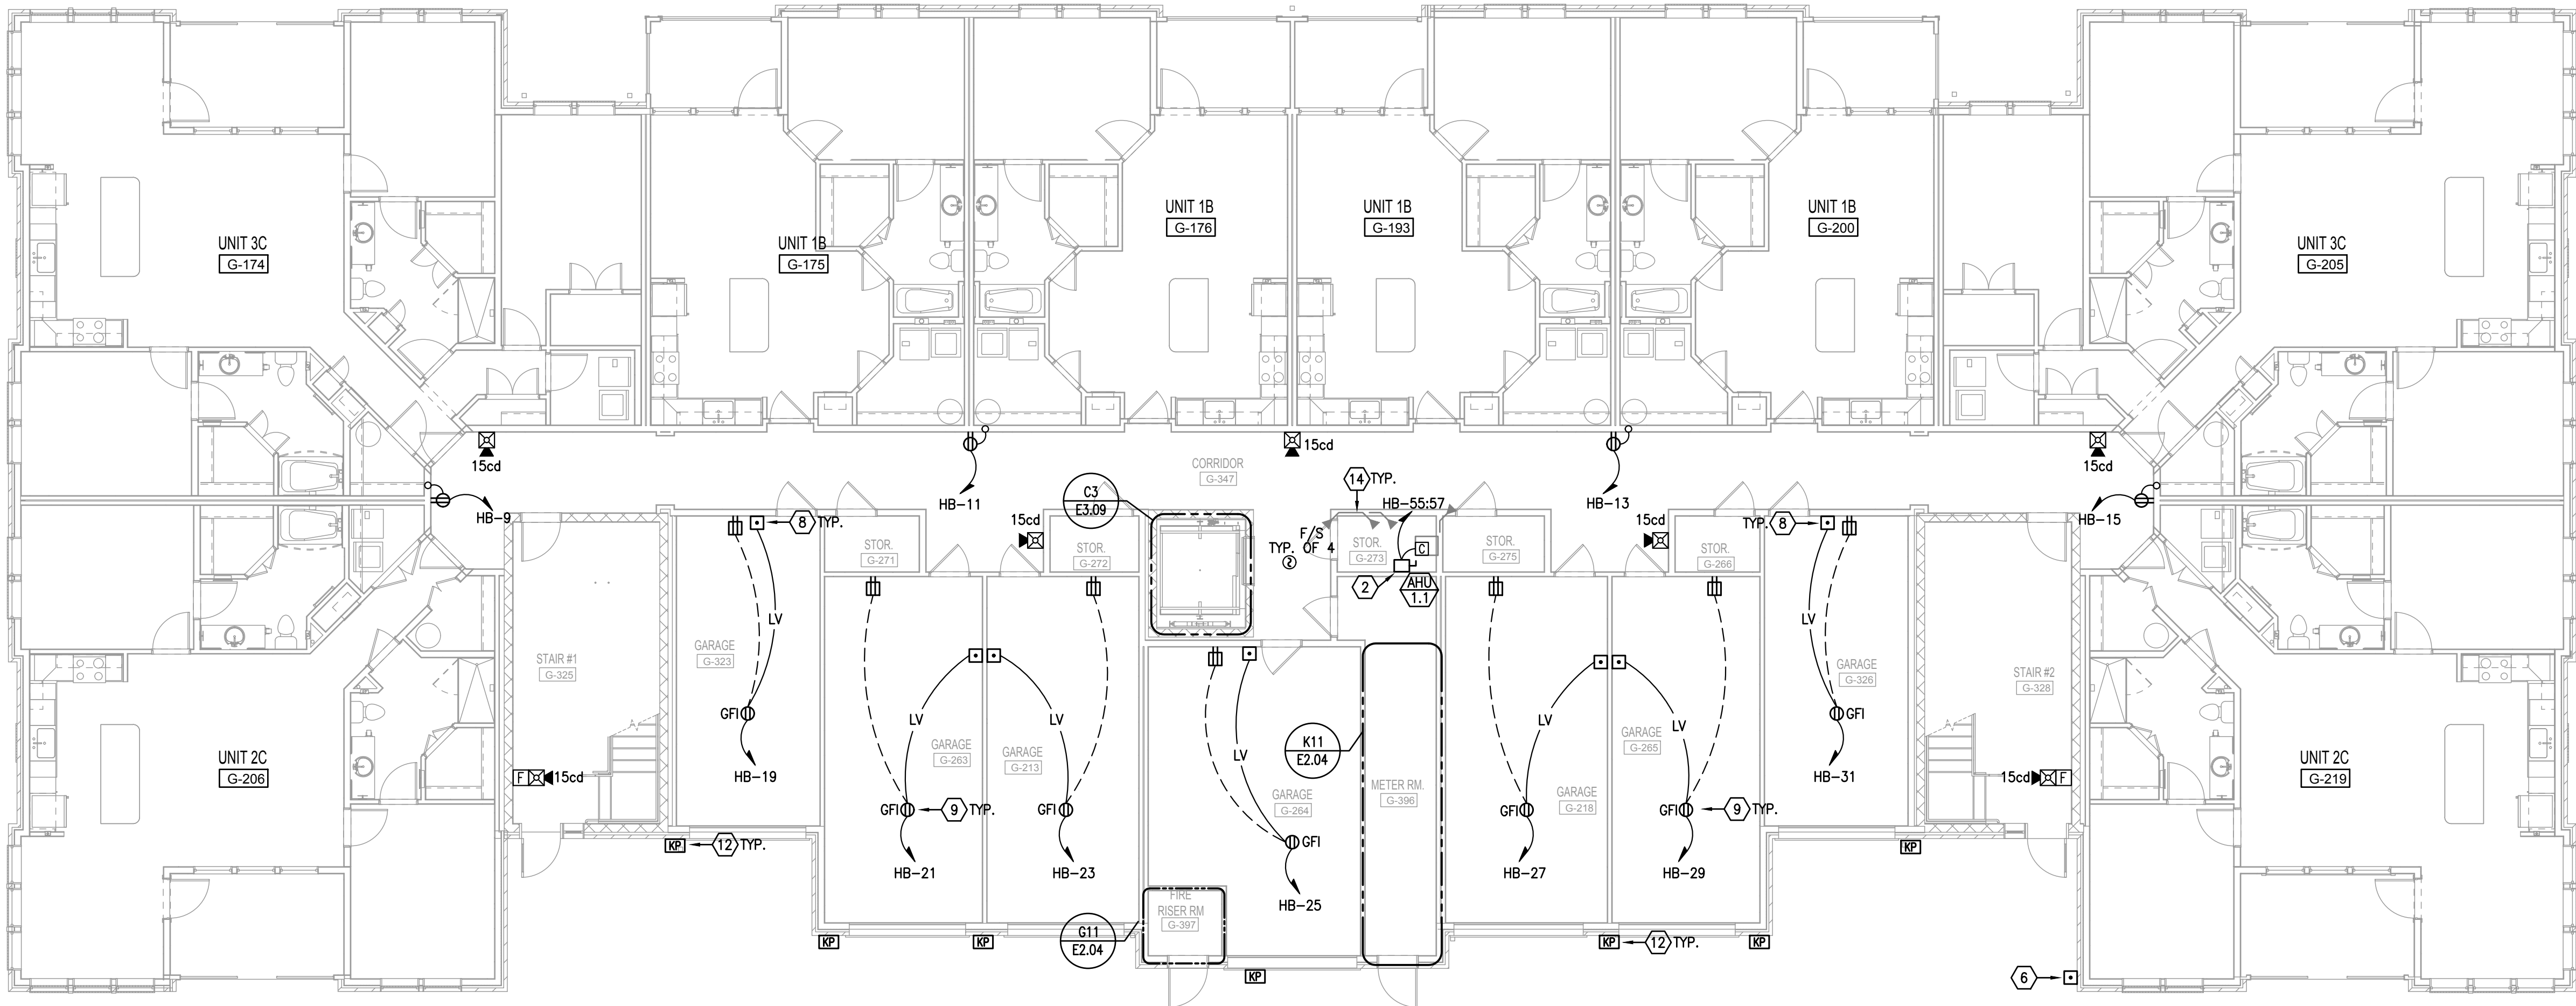 UNIT 3C
G-174
UNIT 1B
G-175
UNIT 1B
G-176
UNIT 1B
G-193
UNIT 1B
G-200
UNIT 3C
G-205
15cd
15cd
15cd
HB-9
HB-11
HB-13
HB-15
CORRIDOR
G-347
C3
E3.09
14 TYP.
HB-55:57
15cd
15cd
F/S
TYP. OF 4
2
2
C
AHU
1.1
8 TYP.
TYP. 8
STOR.
G-271
STOR.
G-272
STOR.
G-273
STOR.
G-275
STOR.
G-266
STAIR #1
G-325
GARAGE
G-323
LV
GFI
HB-19
GARAGE
G-263
LV
GFI
9 TYP.
HB-21
GARAGE
G-213
LV
GFI
HB-23
GARAGE
G-264
LV
GFI
HB-25
K11
E2.04
METER RM.
G-396
GARAGE
G-218
LV
GFI
HB-27
GARAGE
G-265
LV
GFI
9 TYP.
HB-29
GARAGE
G-326
LV
GFI
HB-31
STAIR #2
G-328
UNIT 2C
G-206
F 15cd
15cd F
UNIT 2C
G-219
KP 12 TYP.
KP
KP
KP
G11
E2.04
FIRE
RISER RM
G-397
KP
KP 12 TYP.
KP
6